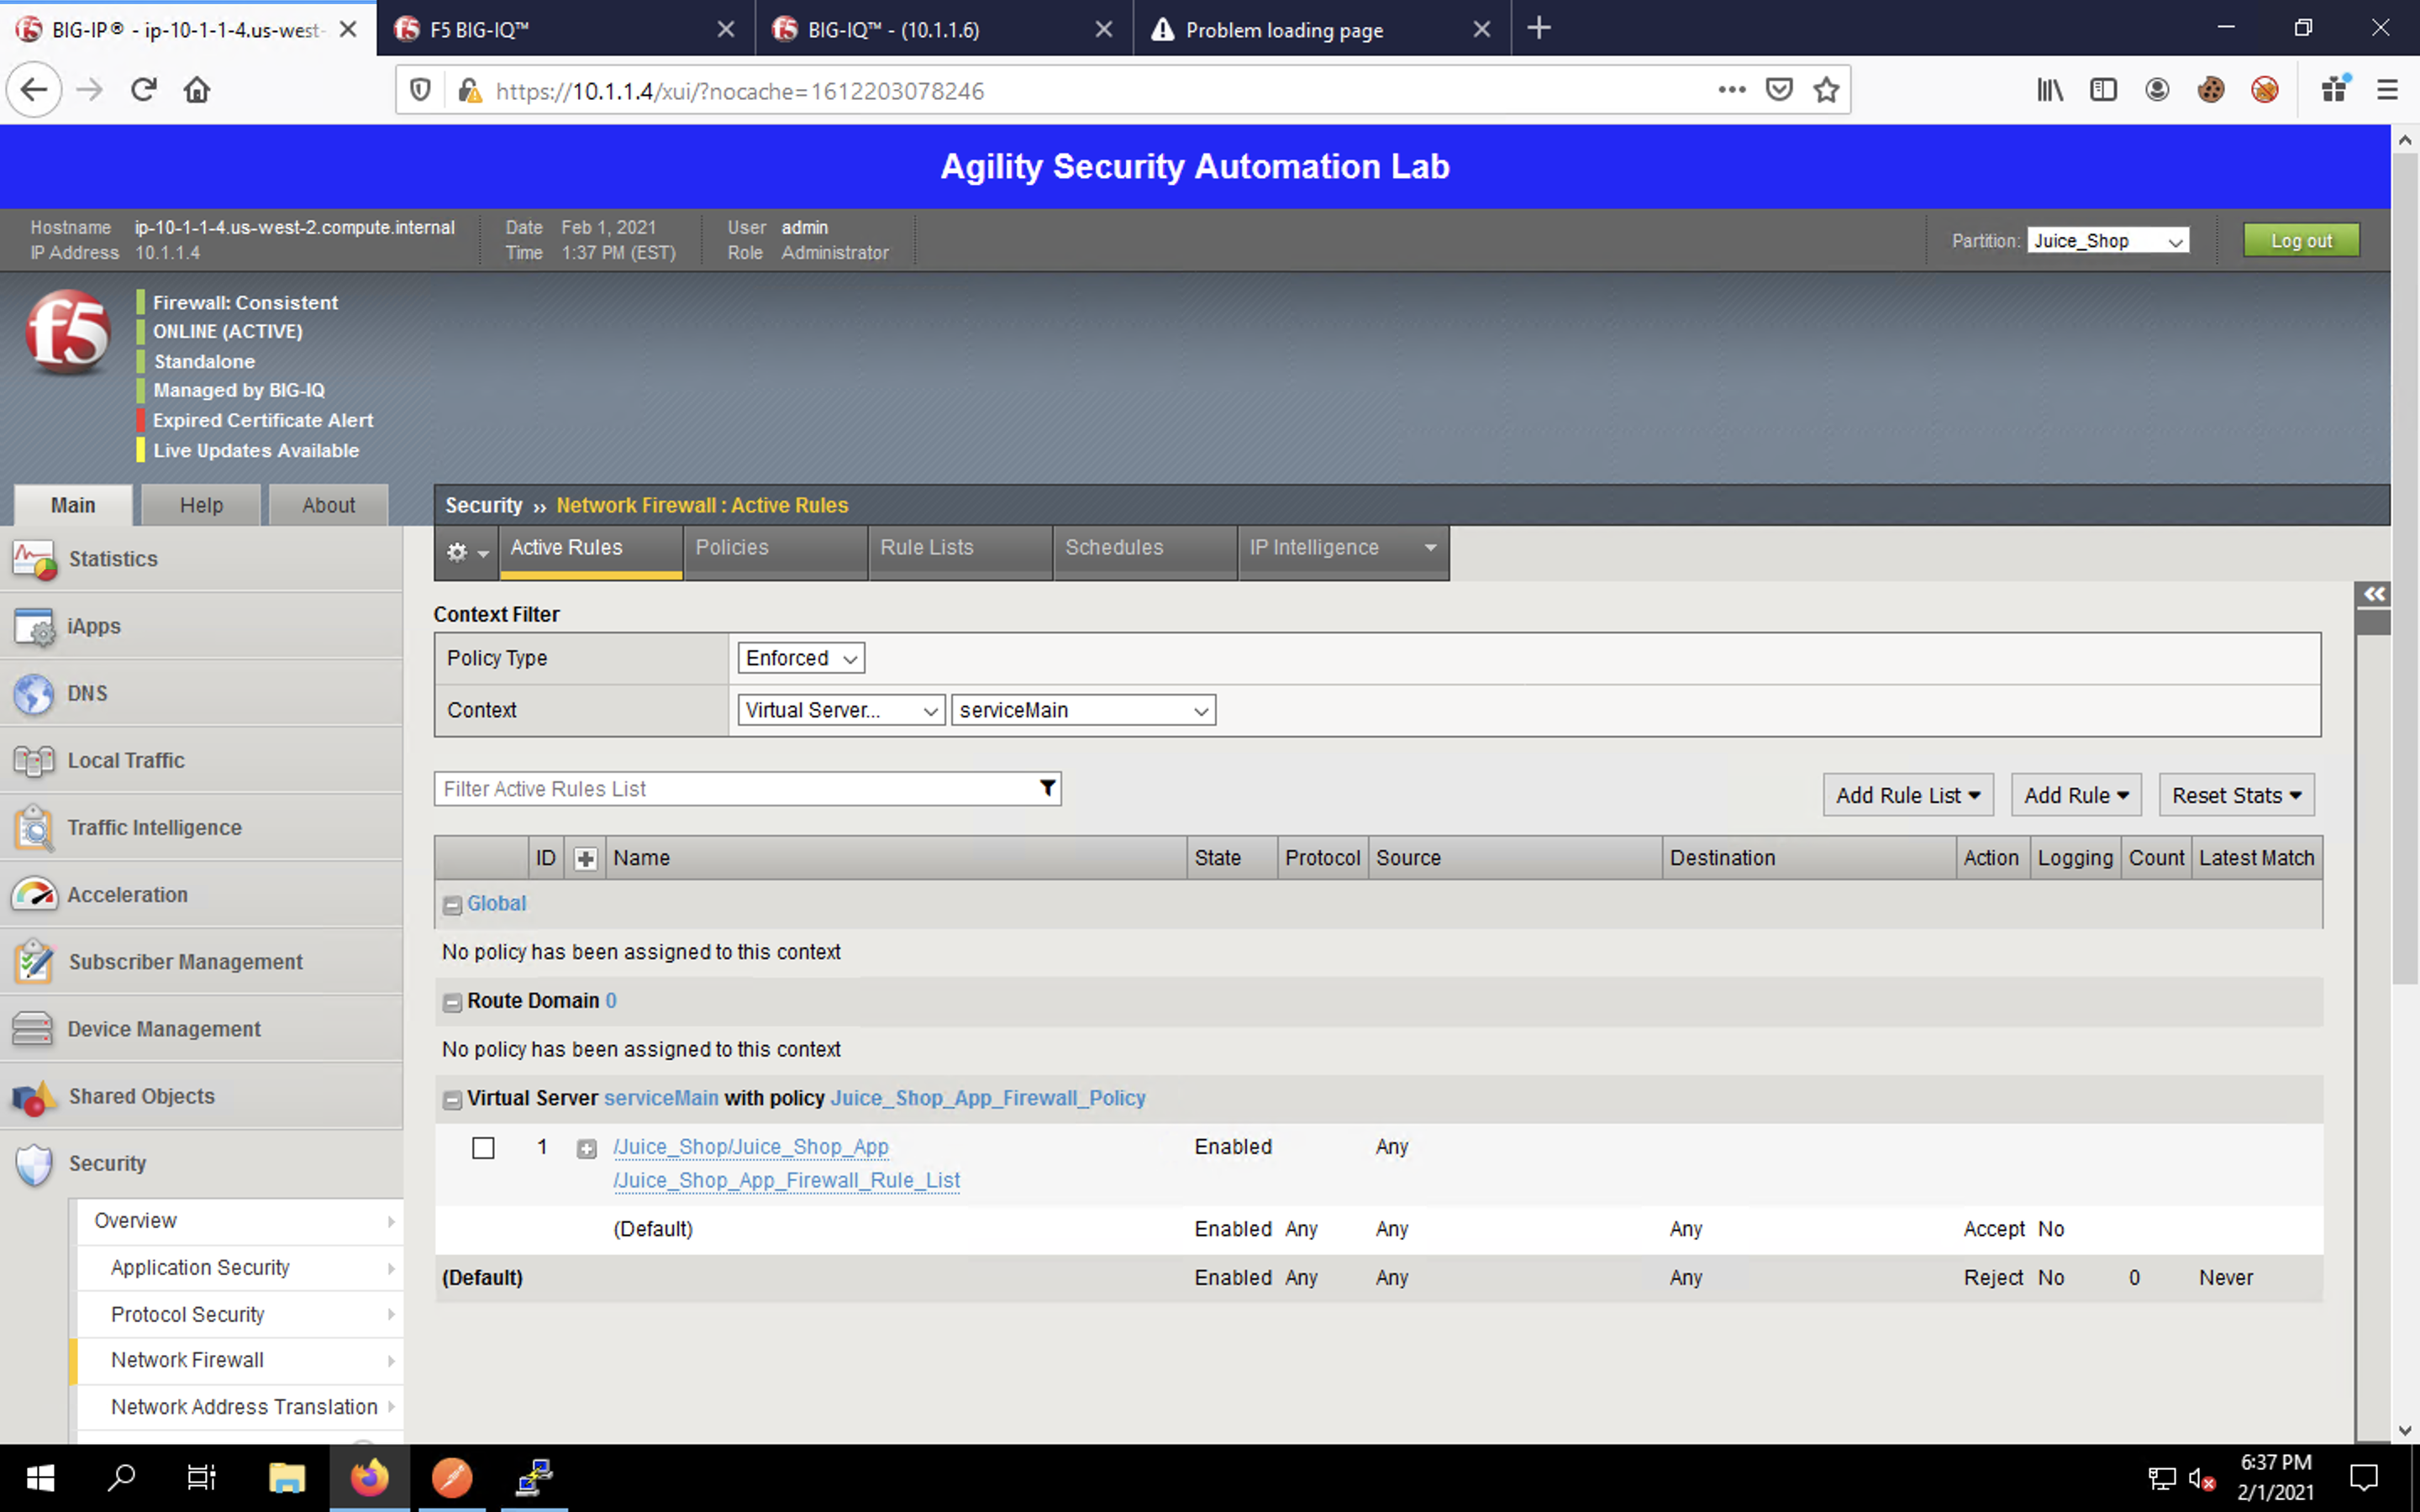 BIG-IP® - ip-10-1-1-4.us-west-
F5 BIG-IQ™
BIG-IQ™ - (10.1.1.6)
Problem loading page
https://10.1.1.4/xui/?nocache=1612203078246
Agility Security Automation Lab
Hostname ip-10-1-1-4.us-west-2.compute.internal
IP Address 10.1.1.4
Date Feb 1, 2021
Time 1:37 PM (EST)
User admin
Role Administrator
Partition: Juice_Shop
Log out
f5
Firewall: Consistent
ONLINE (ACTIVE)
Standalone
Managed by BIG-IQ
Expired Certificate Alert
Live Updates Available
Main Help About
Security ›› Network Firewall : Active Rules
Active Rules Policies Rule Lists Schedules IP Intelligence
Statistics
iApps
DNS
Local Traffic
Traffic Intelligence
Acceleration
Subscriber Management
Device Management
Shared Objects
Security
Overview
Application Security
Protocol Security
Network Firewall
Network Address Translation
Context Filter
Policy Type Enforced
Context Virtual Server... serviceMain
Filter Active Rules List
Add Rule List Add Rule Reset Stats
ID Name State Protocol Source Destination Action Logging Count Latest Match
Global
No policy has been assigned to this context
Route Domain 0
No policy has been assigned to this context
Virtual Server serviceMain with policy Juice_Shop_App_Firewall_Policy
1 /Juice_Shop/Juice_Shop_App Enabled Any
/Juice_Shop_App_Firewall_Rule_List
(Default) Enabled Any Any Any Accept No
(Default) Enabled Any Any Any Reject No 0 Never
6:37 PM
2/1/2021